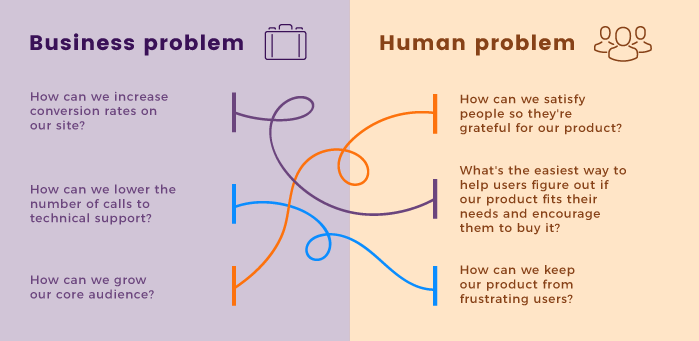 Business problem
How can we increase
conversion rates on
our site?
How can we lower the
number of calls to
technical support?
How can we grow
our core audience?
Human problem
How can we satisfy
people so they're
grateful for our product?
What's the easiest way to
help users figure out if
our product fits their
needs and encourage
them to buy it?
How can we keep
our product from
frustrating users?